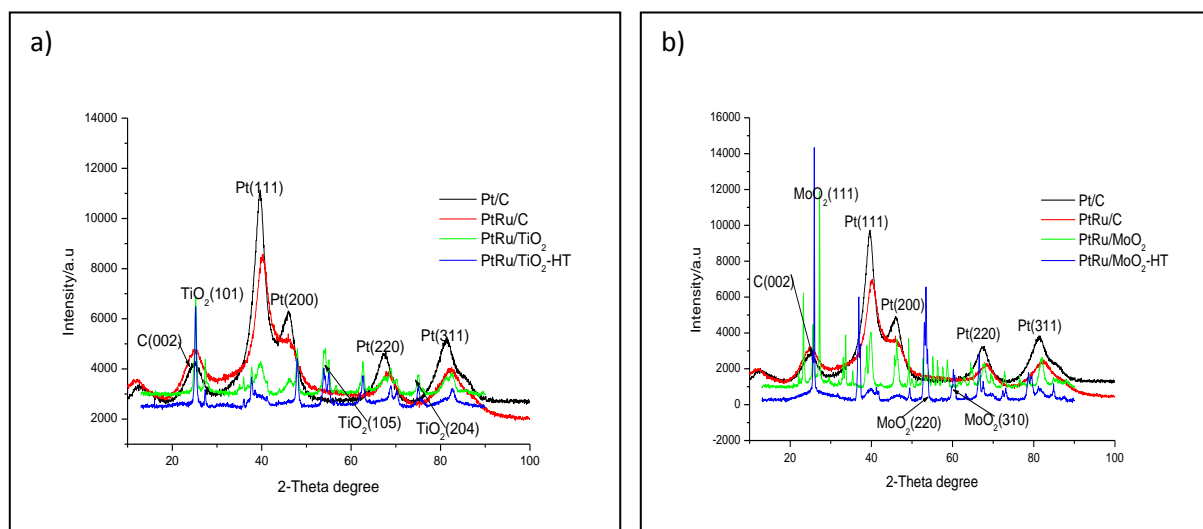 a)
14000
12000
10000
8000
6000
4000
2000
Intensity/a.u
20
40
60
80
100
2-Theta degree
Pt/C
PtRu/C
PtRu/TiO₂
PtRu/TiO₂-HT
Pt(111)
TiO₂(101)
Pt(200)
C(002)
Pt(220)
Pt(311)
TiO₂(105)
TiO₂(204)
b)
16000
14000
12000
10000
8000
6000
4000
2000
0
-2000
Intensity/a.u
20
40
60
80
100
2-Theta degree
Pt/C
PtRu/C
PtRu/MoO₂
PtRu/MoO₂-HT
MoO₂(111)
Pt(111)
C(002)
Pt(200)
Pt(220)
Pt(311)
MoO₂(220)
MoO₂(310)